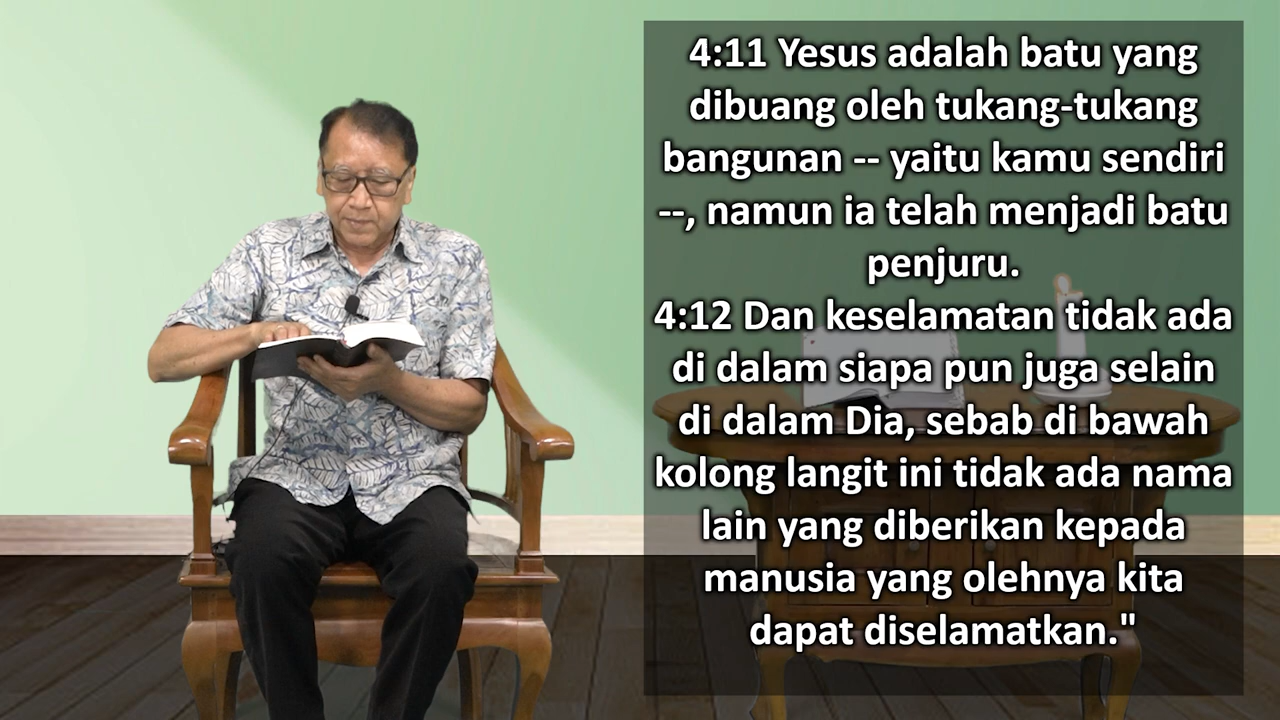 4:11 Yesus adalah batu yang
dibuang oleh tukang-tukang
bangunan -- yaitu kamu sendiri
--, namun ia telah menjadi batu
penjuru.
4:12 Dan keselamatan tidak ada
di dalam siapa pun juga selain
di dalam Dia, sebab di bawah
kolong langit ini tidak ada nama
lain yang diberikan kepada
manusia yang olehnya kita
dapat diselamatkan."